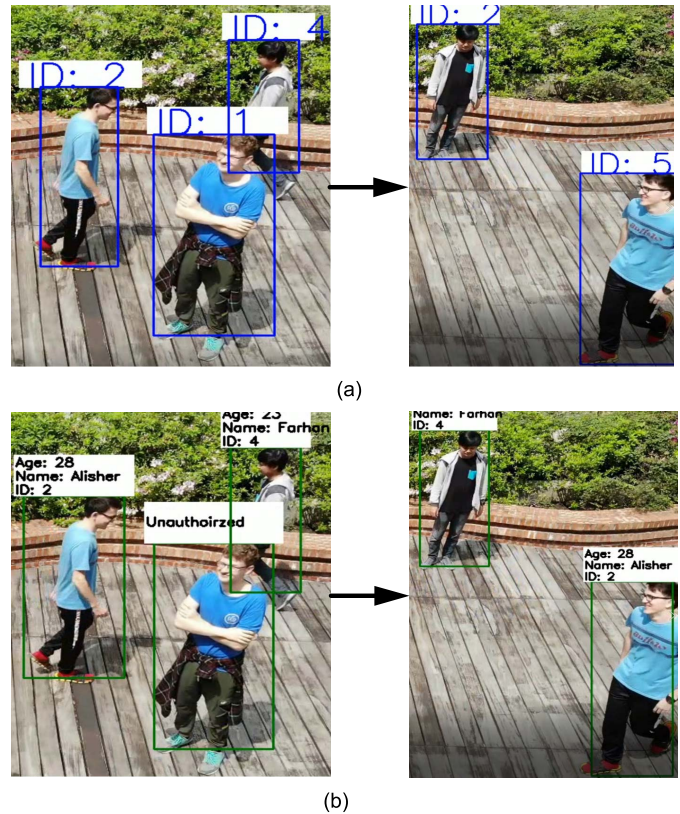 ID: 2
ID: 4
ID: 1
ID: 2
ID: 5
(a)
Age: 23
Name: Farhan
ID: 4
Age: 28
Name: Alisher
ID: 2
Unauthoirzed
Name: Farhan
ID: 4
Age: 28
Name: Alisher
ID: 2
(b)